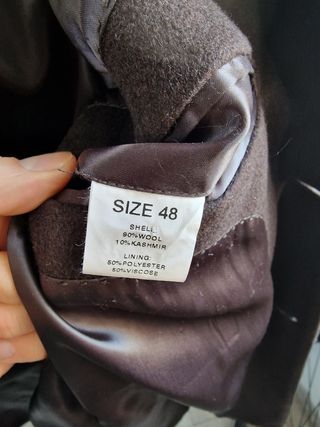 SIZE 48
SHELL
90%WOOL
10%KASHMIR
LINING:
50%POLYESTER
50%VISCOSE